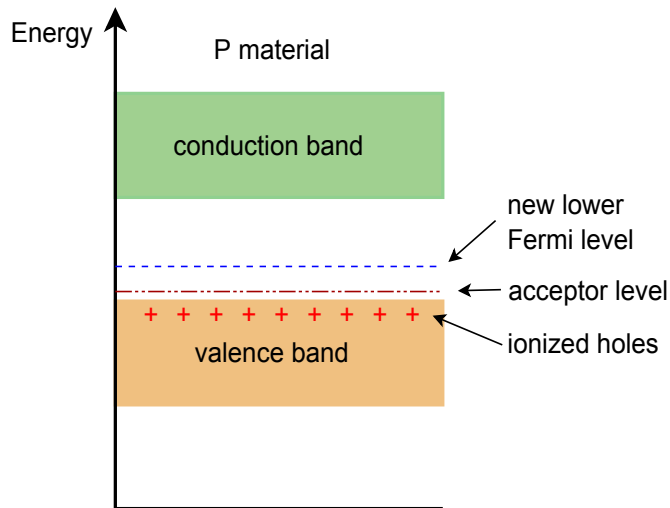 Energy
P material
conduction band
new lower
Fermi level
acceptor level
+ + + + + + + + +
ionized holes
valence band